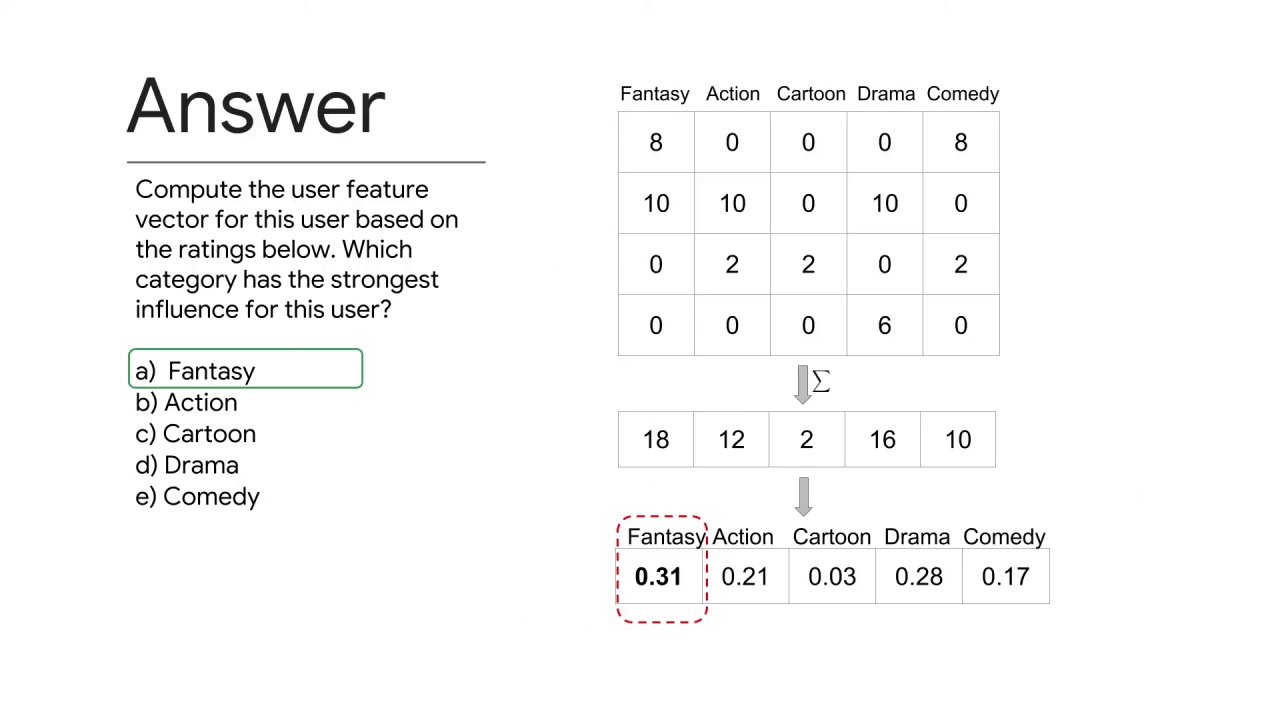 Answer
Compute the user feature
vector for this user based on
the ratings below. Which
category has the strongest
influence for this user?
a) Fantasy
b) Action
c) Cartoon
d) Drama
e) Comedy
Fantasy Action Cartoon Drama Comedy
8 0 0 0 8
10 10 0 10 0
0 2 2 0 2
0 0 0 6 0
∑
18 12 2 16 10
Fantasy Action Cartoon Drama Comedy
0.31 0.21 0.03 0.28 0.17